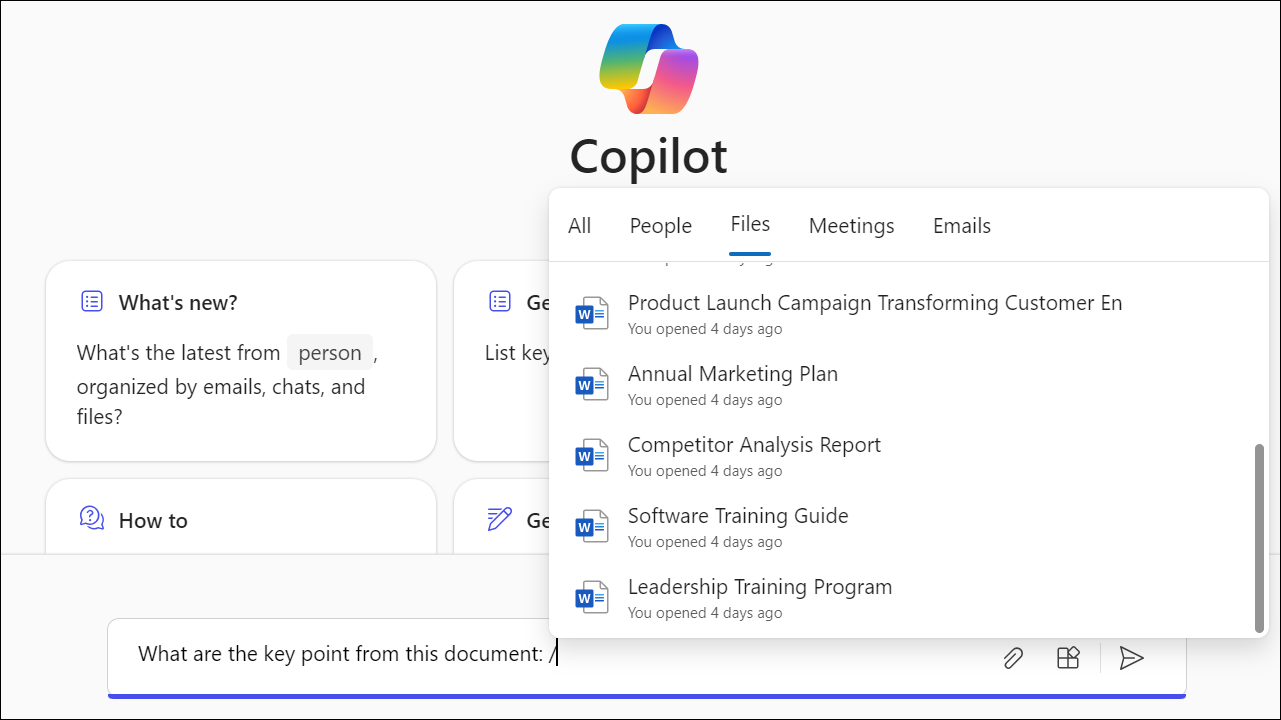 Copilot
All People Files Meetings Emails
What's new?
What's the latest from person ,
organized by emails, chats, and
files?
Ge
List key
Product Launch Campaign Transforming Customer En
You opened 4 days ago
Annual Marketing Plan
You opened 4 days ago
Competitor Analysis Report
You opened 4 days ago
Software Training Guide
You opened 4 days ago
Leadership Training Program
You opened 4 days ago
How to
Ge
What are the key point from this document: /